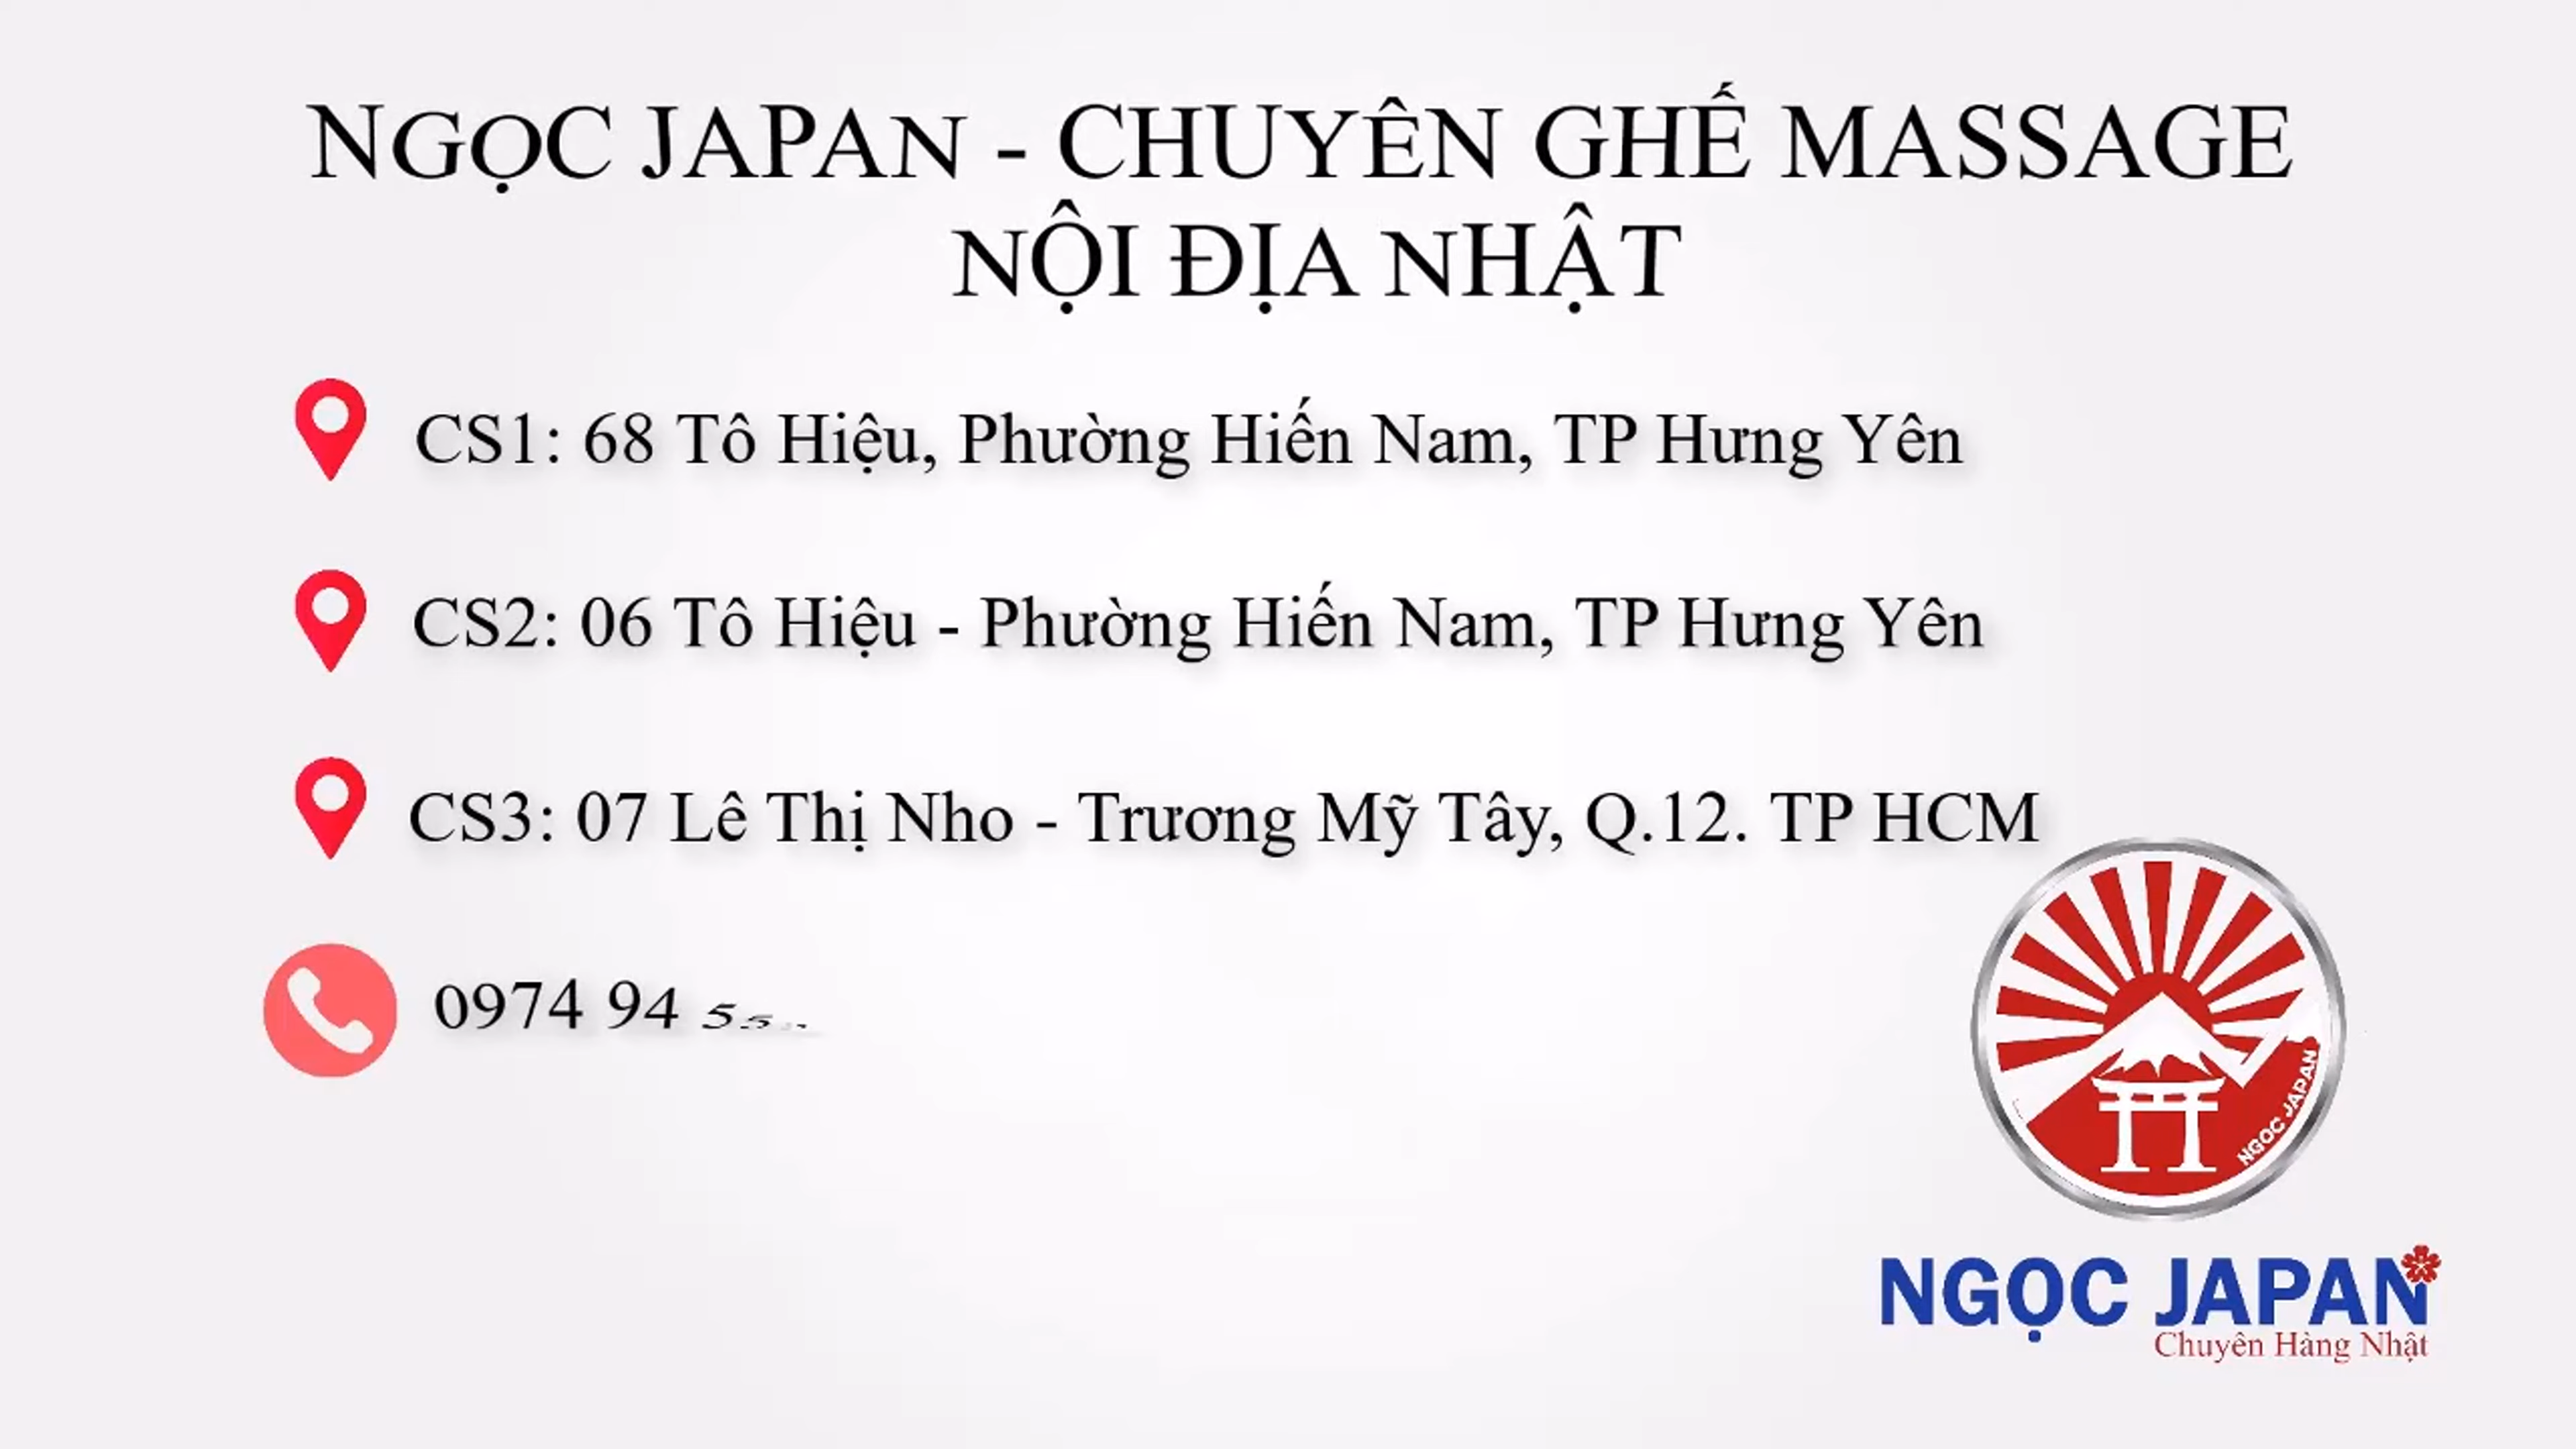 NGỌC JAPAN - CHUYÊN GHẾ MASSAGE
NỘI ĐỊA NHẬT
CS1: 68 Tô Hiệu, Phường Hiến Nam, TP Hưng Yên
CS2: 06 Tô Hiệu - Phường Hiến Nam, TP Hưng Yên
CS3: 07 Lê Thị Nho - Trương Mỹ Tây, Q.12. TP HCM
0974 94
NGOC JAPAN
NGỌC JAPAN
Chuyên Hàng Nhật